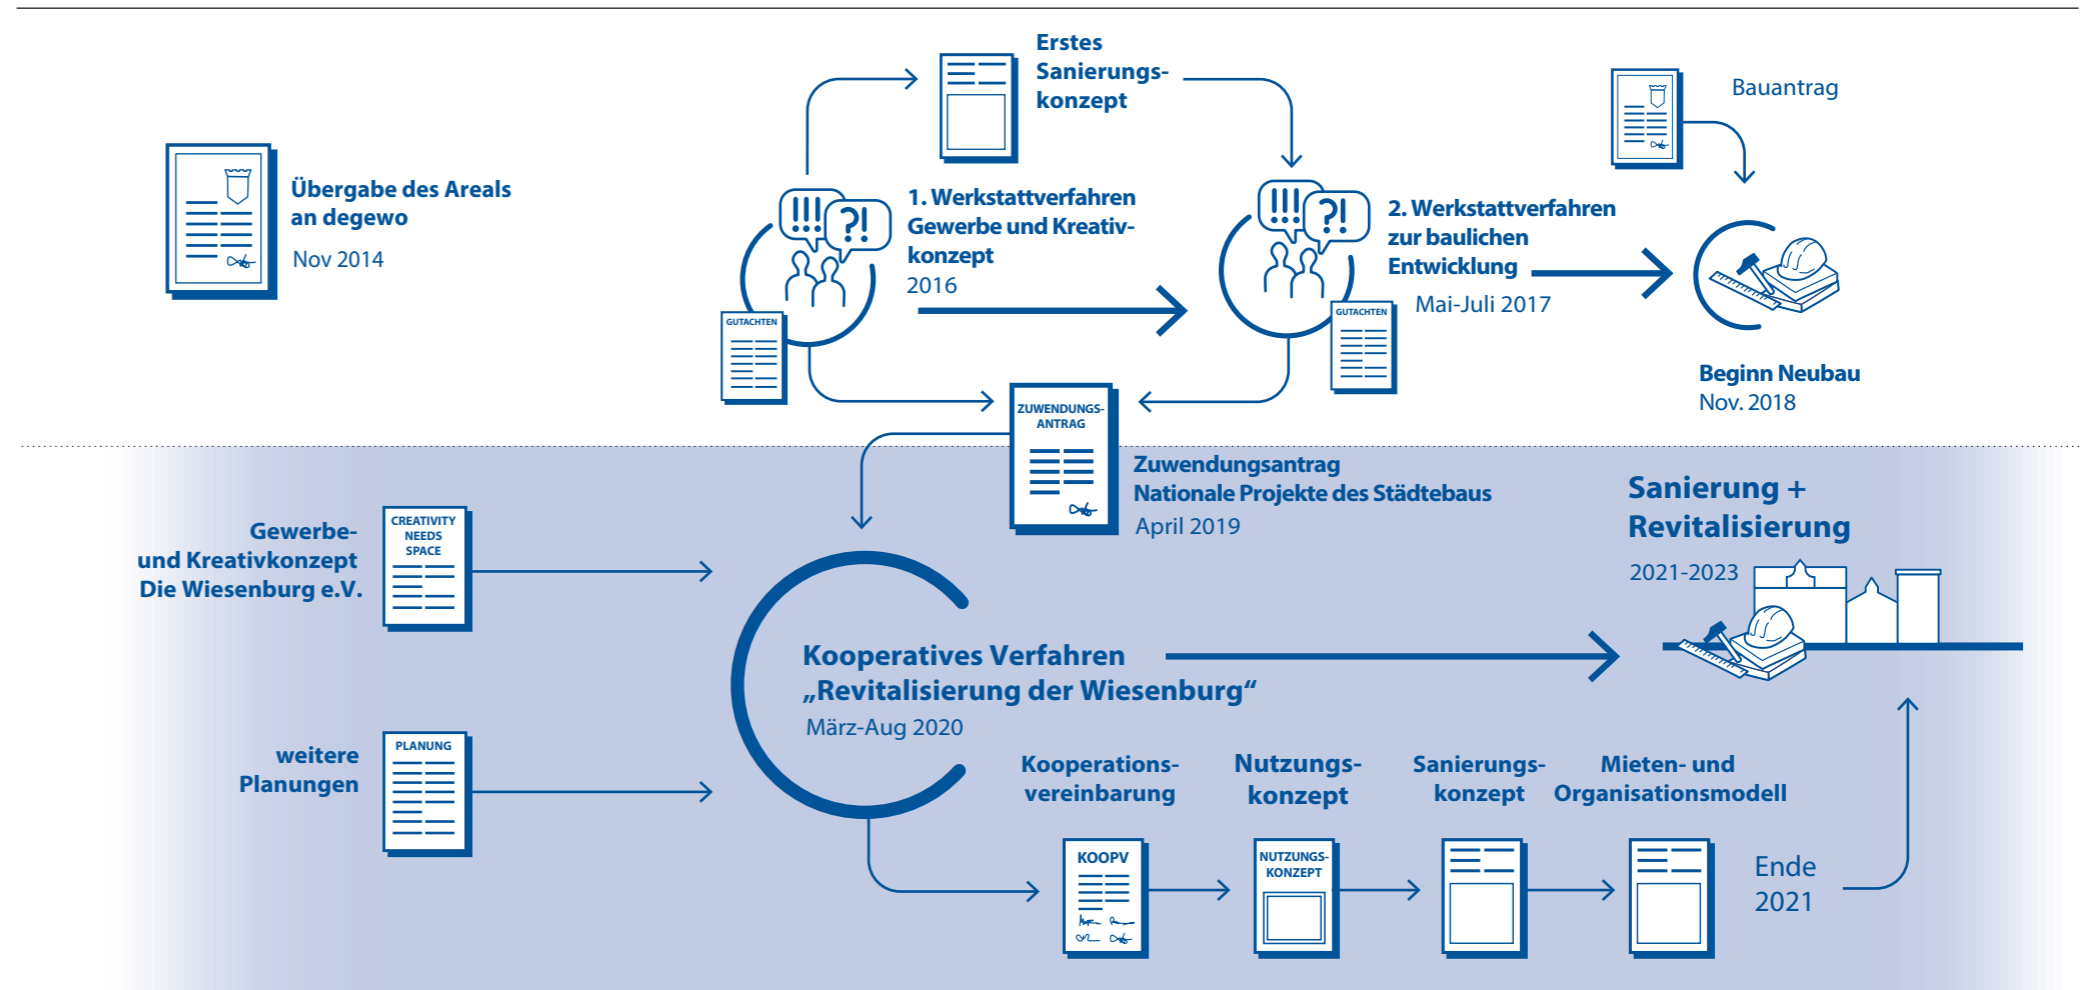 Übergabe des Areals
an degewo
Nov 2014
Erstes
Sanierungs-
konzept
1. Werkstattverfahren
Gewerbe und Kreativ-
konzept
2016
GUTACHTEN
2. Werkstattverfahren
zur baulichen
Entwicklung
Mai-Juli 2017
GUTACHTEN
Bauantrag
Beginn Neubau
Nov. 2018
ZUWENDUNGS-
ANTRAG
Zuwendungsantrag
Nationale Projekte des Städtebaus
April 2019
Gewerbe-
und Kreativkonzept
Die Wiesenburg e.V.
CREATIVITY
NEEDS
SPACE
weitere
Planungen
PLANUNG
Kooperatives Verfahren
„Revitalisierung der Wiesenburg“
März-Aug 2020
Sanierung +
Revitalisierung
2021-2023
Kooperations-
vereinbarung
KOOPV
Nutzungs-
konzept
NUTZUNGS-
KONZEPT
Sanierungs-
konzept
Mieten- und
Organisationsmodell
Ende
2021